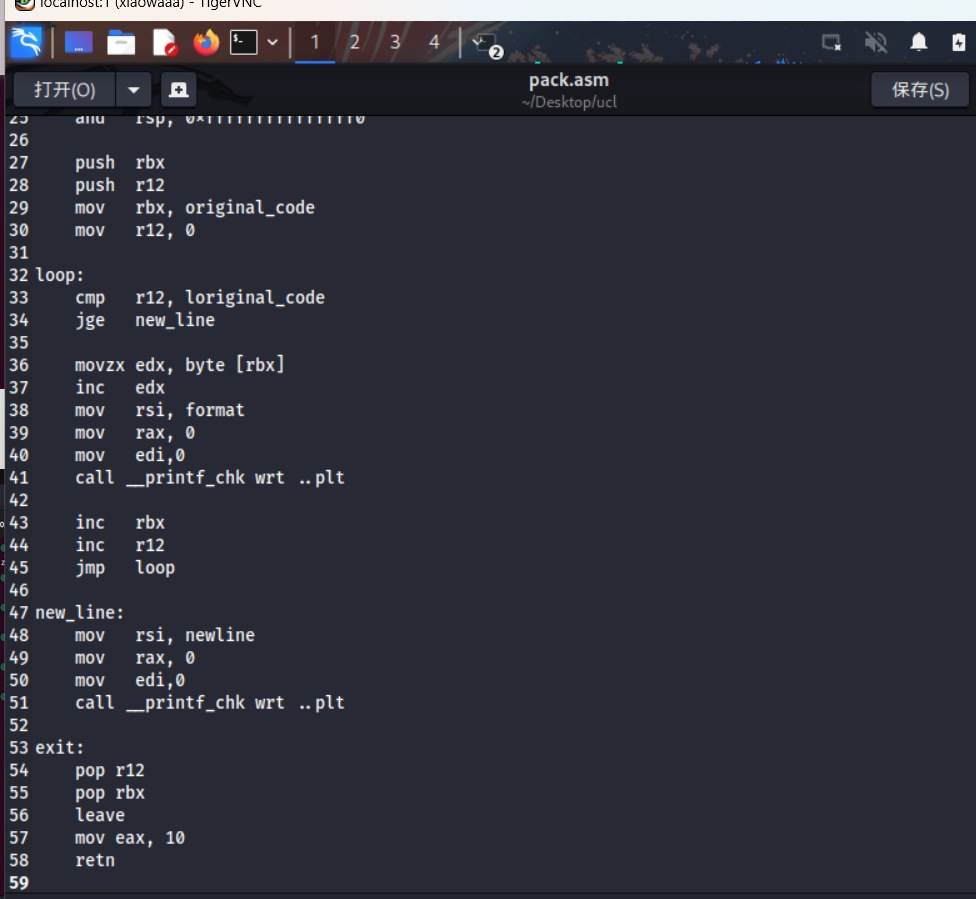 localhost:1 (xiaowaaa) - TigerVNC
1 2 3 4 2
打开(O) pack.asm 保存(S)
~/Desktop/ucl
25 and rsp, 0×fffffffffffffff0
26
27 push rbx
28 push r12
29 mov rbx, original_code
30 mov r12, 0
31
32 loop:
33 cmp r12, loriginal_code
34 jge new_line
35
36 movzx edx, byte [rbx]
37 inc edx
38 mov rsi, format
39 mov rax, 0
40 mov edi,0
41 call __printf_chk wrt ..plt
42
43 inc rbx
44 inc r12
45 jmp loop
46
47 new_line:
48 mov rsi, newline
49 mov rax, 0
50 mov edi,0
51 call __printf_chk wrt ..plt
52
53 exit:
54 pop r12
55 pop rbx
56 leave
57 mov eax, 10
58 retn
59